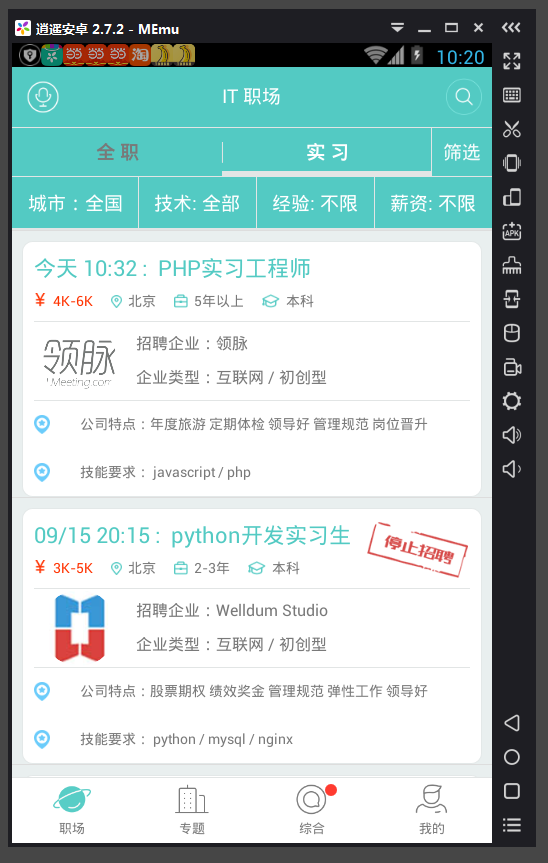 逍遥安卓 2.7.2 - MEmu
淘
10:20
IT 职场
全 职
实 习
筛选
城市：全国
技术: 全部
经验: 不限
薪资: 不限
今天 10:32 : PHP实习工程师
¥ 4K-6K 北京 5年以上 本科
领脉
iMeeting.com
招聘企业：领脉
企业类型：互联网 / 初创型
公司特点：年度旅游 定期体检 领导好 管理规范 岗位晋升
技能要求： javascript / php
09/15 20:15 : python开发实习生
停止招聘
¥ 3K-5K 北京 2-3年 本科
招聘企业：Welldum Studio
企业类型：互联网 / 初创型
公司特点：股票期权 绩效奖金 管理规范 弹性工作 领导好
技能要求： python / mysql / nginx
职场
专题
综合
我的
APK